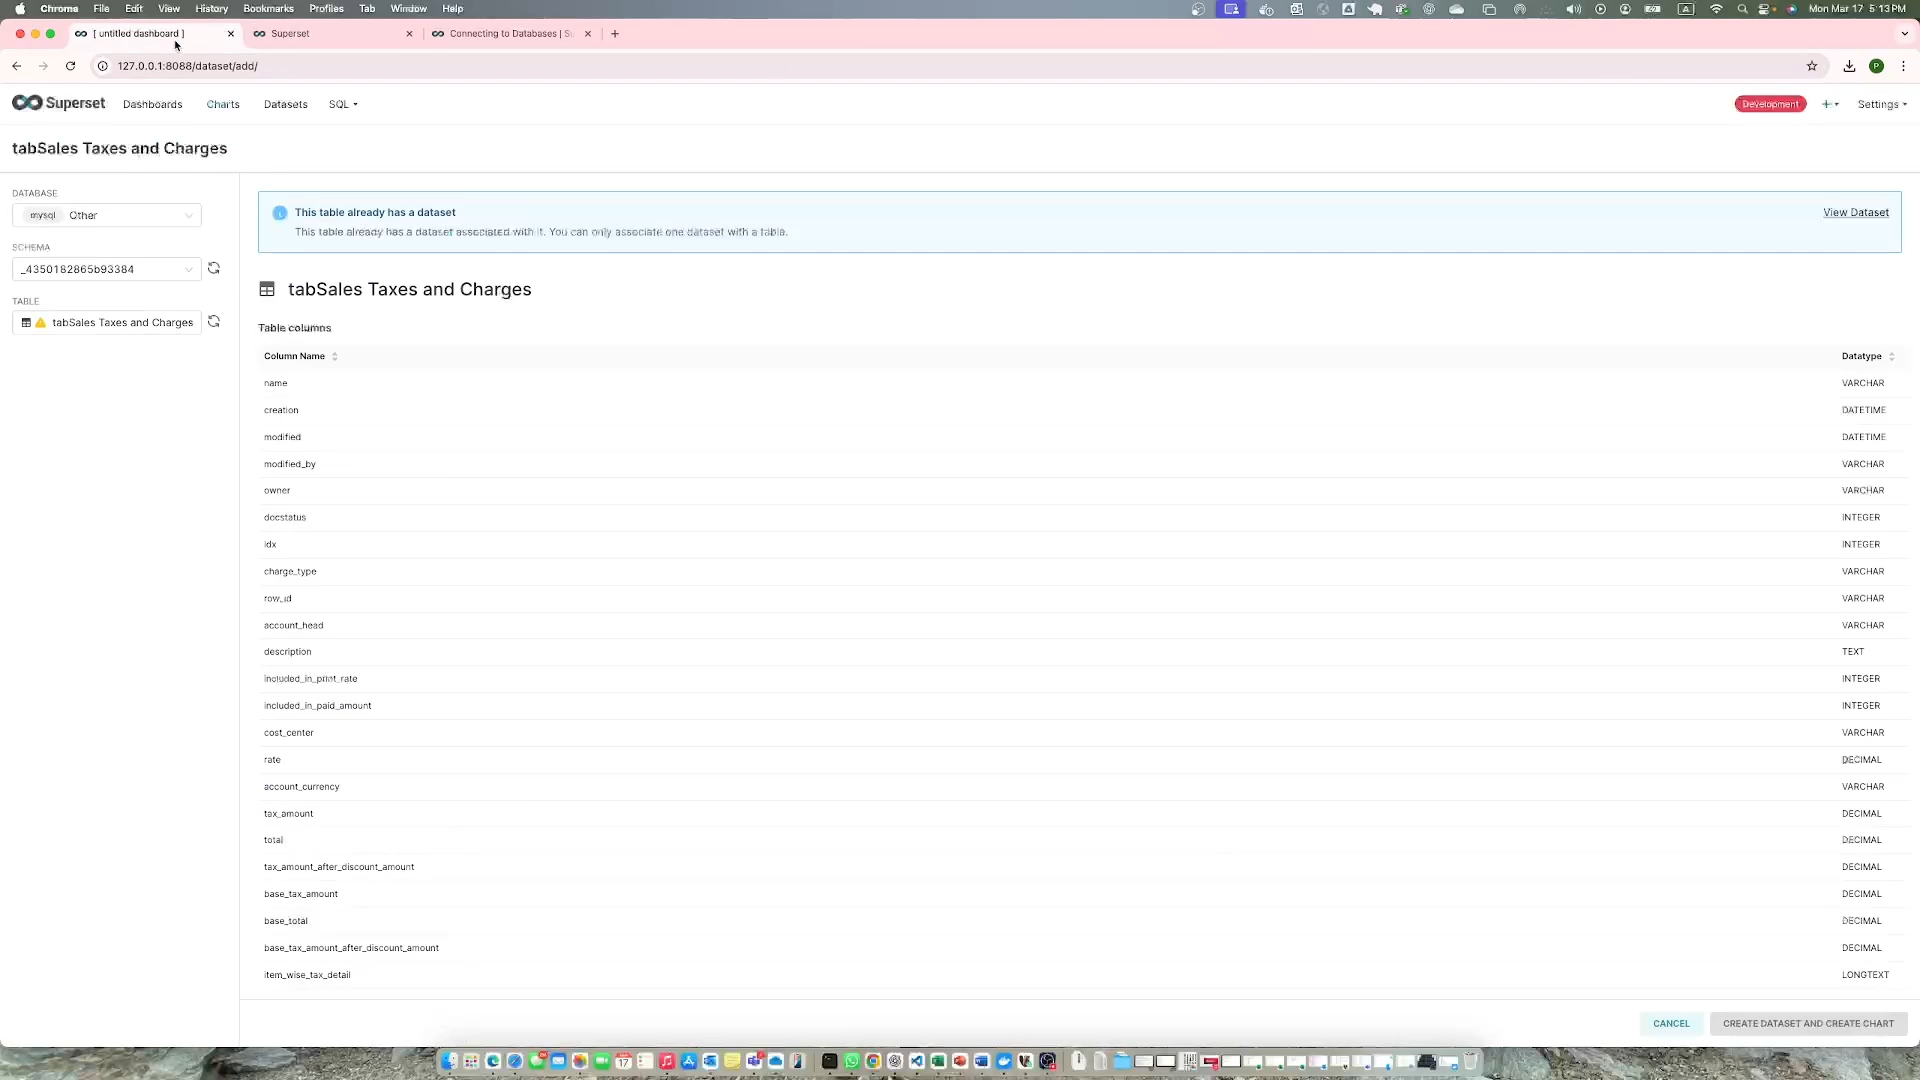 Chrome File Edit View History Bookmarks Profiles Tab Window Help
Mon Mar 17 5:13 PM
[ untitled dashboard ]
Superset
Connecting to Databases | Su
127.0.0.1:8088/dataset/add/
Superset Dashboards Charts Datasets SQL
Development
Settings
tabSales Taxes and Charges
DATABASE
mysql Other
SCHEMA
_4350182865b93384
TABLE
tabSales Taxes and Charges
This table already has a dataset
View Dataset
This table already has a dataset associated with it. You can only associate one dataset with a table.
tabSales Taxes and Charges
Table columns
Column Name Datatype
name VARCHAR
creation DATETIME
modified DATETIME
modified_by VARCHAR
owner VARCHAR
docstatus INTEGER
idx INTEGER
charge_type VARCHAR
row_id VARCHAR
account_head VARCHAR
description TEXT
included_in_print_rate INTEGER
included_in_paid_amount INTEGER
cost_center VARCHAR
rate DECIMAL
account_currency VARCHAR
tax_amount DECIMAL
total DECIMAL
tax_amount_after_discount_amount DECIMAL
base_tax_amount DECIMAL
base_total DECIMAL
base_tax_amount_after_discount_amount DECIMAL
item_wise_tax_detail LONGTEXT
CANCEL
CREATE DATASET AND CREATE CHART